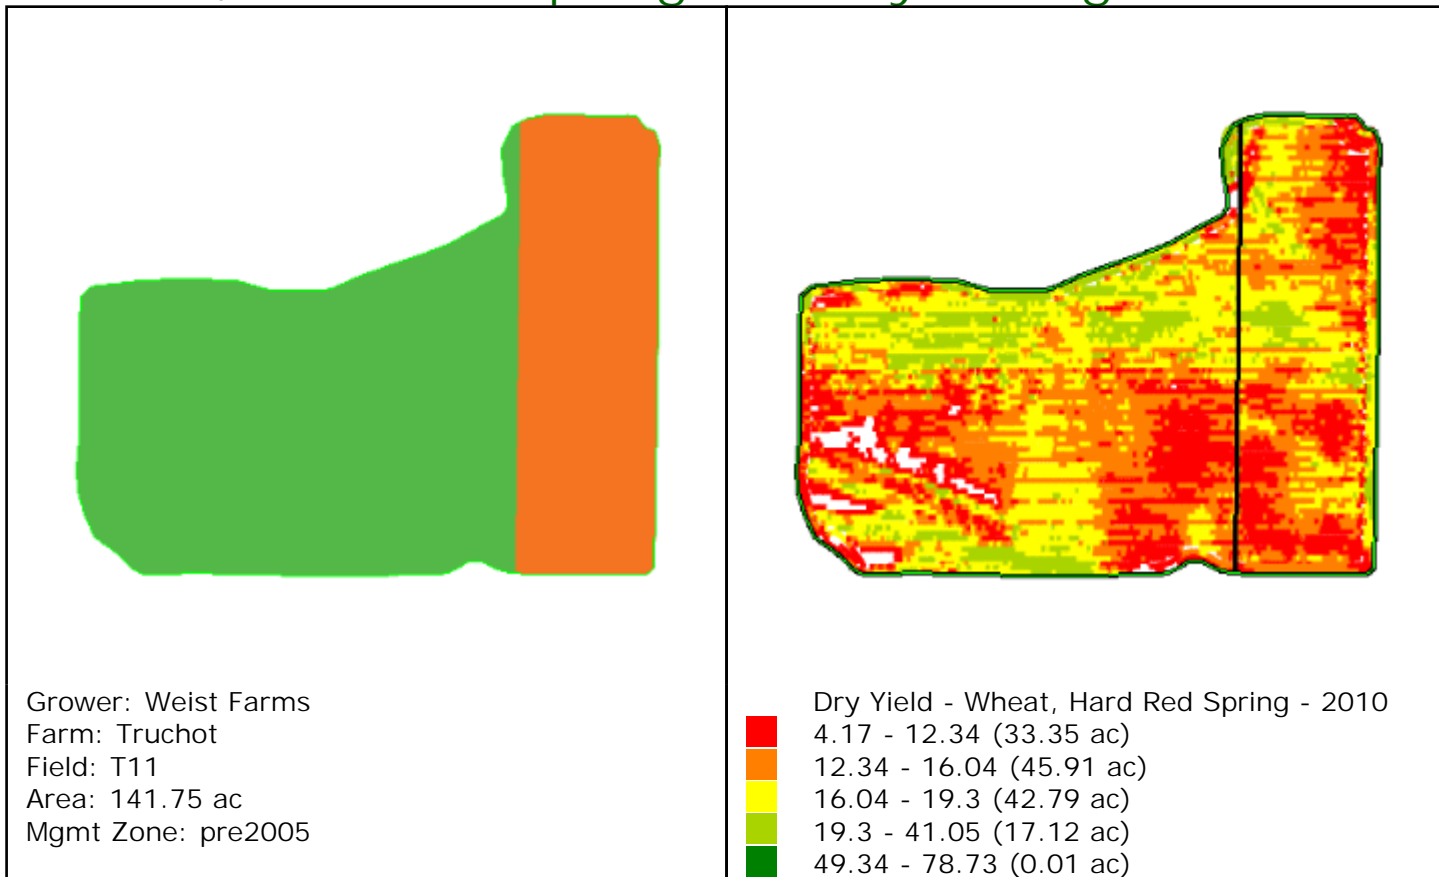 Grower: Weist Farms
Farm: Truchot
Field: T11
Area: 141.75 ac
Mgmt Zone: pre2005
Dry Yield - Wheat, Hard Red Spring - 2010
4.17 - 12.34 (33.35 ac)
12.34 - 16.04 (45.91 ac)
16.04 - 19.3 (42.79 ac)
19.3 - 41.05 (17.12 ac)
49.34 - 78.73 (0.01 ac)